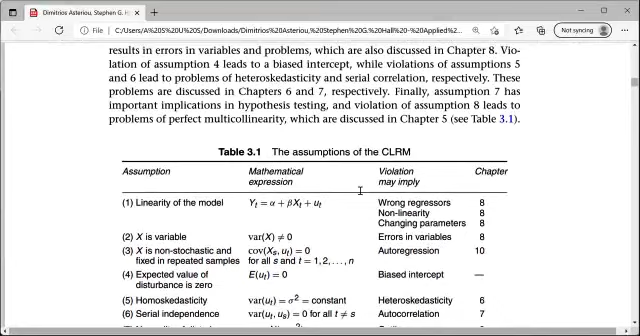 Dimitrios Asteriou, Stephen G. H
File
C:/Users/A%20S%20U%20S/Downloads/Dimitrios%20Asteriou,%20Stephen%20G.%20Hall%20-%20Applied%2...
Not syncing
results in errors in variables and problems, which are also discussed in Chapter 8. Vio-
lation of assumption 4 leads to a biased intercept, while violations of assumptions 5
and 6 lead to problems of heteroskedasticity and serial correlation, respectively. These
problems are discussed in Chapters 6 and 7, respectively. Finally, assumption 7 has
important implications in hypothesis testing, and violation of assumption 8 leads to
problems of perfect multicollinearity, which are discussed in Chapter 5 (see Table 3.1).
Table 3.1 The assumptions of the CLRM
Assumption Mathematical expression Violation may imply Chapter
(1) Linearity of the model Yt = α + βXt + ut Wrong regressors 8
Non-linearity 8
Changing parameters 8
(2) X is variable var(X) ≠ 0 Errors in variables 8
(3) X is non-stochastic and cov(Xs, ut) = 0 Autoregression 10
fixed in repeated samples for all s and t = 1, 2, . . . , n
(4) Expected value of E(ut) = 0 Biased intercept —
disturbance is zero
(5) Homoskedasticity var(ut) = σ² = constant Heteroskedasticity 6
(6) Serial independence var(ut, us) = 0 for all t ≠ s Autocorrelation 7